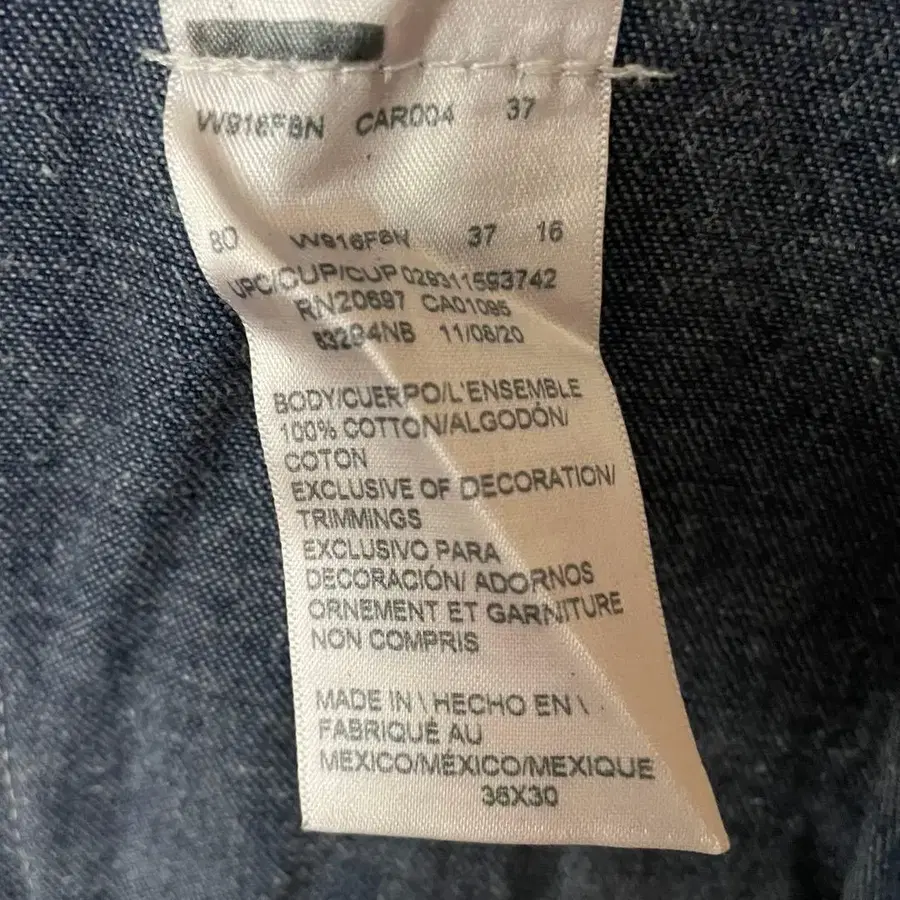 W916FBN CAR004 37
80 W916FBN 37 16
UPC/CUP/CUP 029311593742
RN20697 CA01095
83294NB 11/08/20
BODY/CUERPO/L'ENSEMBLE
100% COTTON/ALGODÓN/
COTON
EXCLUSIVE OF DECORATION/
TRIMMINGS
EXCLUSIVO PARA
DECORACIÓN/ ADORNOS
ORNEMENT ET GARNITURE
NON COMPRIS
MADE IN \ HECHO EN \
FABRIQUÉ AU
MEXICO/MÉXICO/MEXIQUE
36X30